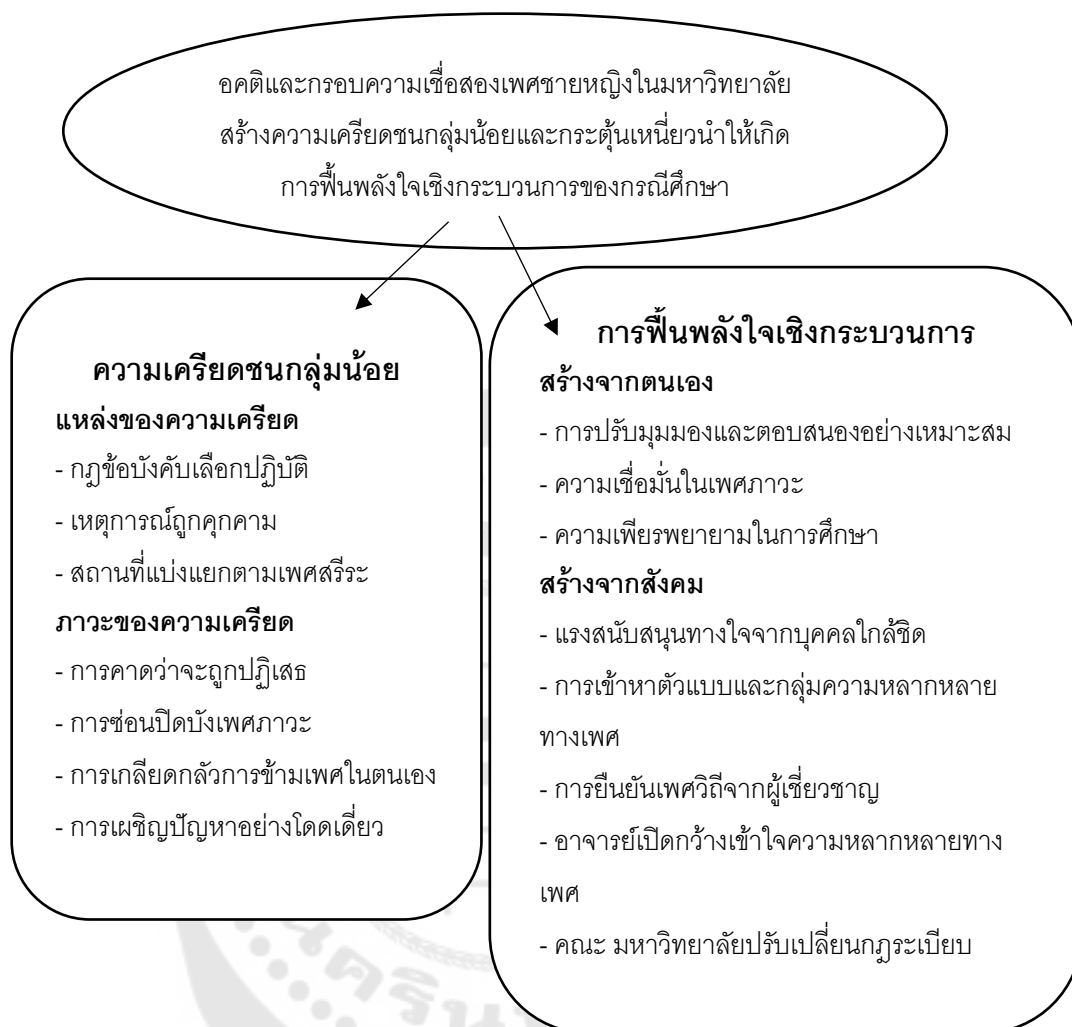 อคติและกรอบความเชื่อสองเพศชายหญิงในมหาวิทยาลัย
สร้างความเครียดชนกลุ่มน้อยและกระตุ้นเหนี่ยวนำให้เกิด
การฟื้นพลังใจเชิงกระบวนการของกรณีศึกษา
ความเครียดชนกลุ่มน้อย
แหล่งของความเครียด
- กฎข้อบังคับเลือกปฏิบัติ
- เหตุการณ์ถูกคุกคาม
- สถานที่แบ่งแยกตามเพศสรีระ
ภาวะของความเครียด
- การคาดว่าจะถูกปฏิเสธ
- การซ่อนปิดบังเพศภาวะ
- การเกลียดกลัวการข้ามเพศในตนเอง
- การเผชิญปัญหาอย่างโดดเดี่ยว
การฟื้นพลังใจเชิงกระบวนการ
สร้างจากตนเอง
- การปรับมุมมองและตอบสนองอย่างเหมาะสม
- ความเชื่อมั่นในเพศภาวะ
- ความเพียรพยายามในการศึกษา
สร้างจากสังคม
- แรงสนับสนุนทางใจจากบุคคลใกล้ชิด
- การเข้าหาตัวแบบและกลุ่มความหลากหลาย
ทางเพศ
- การยืนยันเพศวิถีจากผู้เชี่ยวชาญ
- อาจารย์เปิดกว้างเข้าใจความหลากหลายทาง
เพศ
- คณะ มหาวิทยาลัยปรับเปลี่ยนกฎระเบียบ